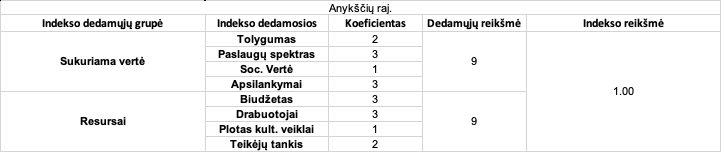 Anykščių raj.
Indekso dedamųjų grupė Indekso dedamosios Koeficientas Dedamųjų reikšmė Indekso reikšmė
Sukuriama vertė Tolygumas 2 9 1.00
Paslaugų spektras 3
Soc. Vertė 1
Apsilankymai 3
Resursai Biudžetas 3 9
Drabuotojai 3
Plotas kult. veiklai 1
Teikėjų tankis 2